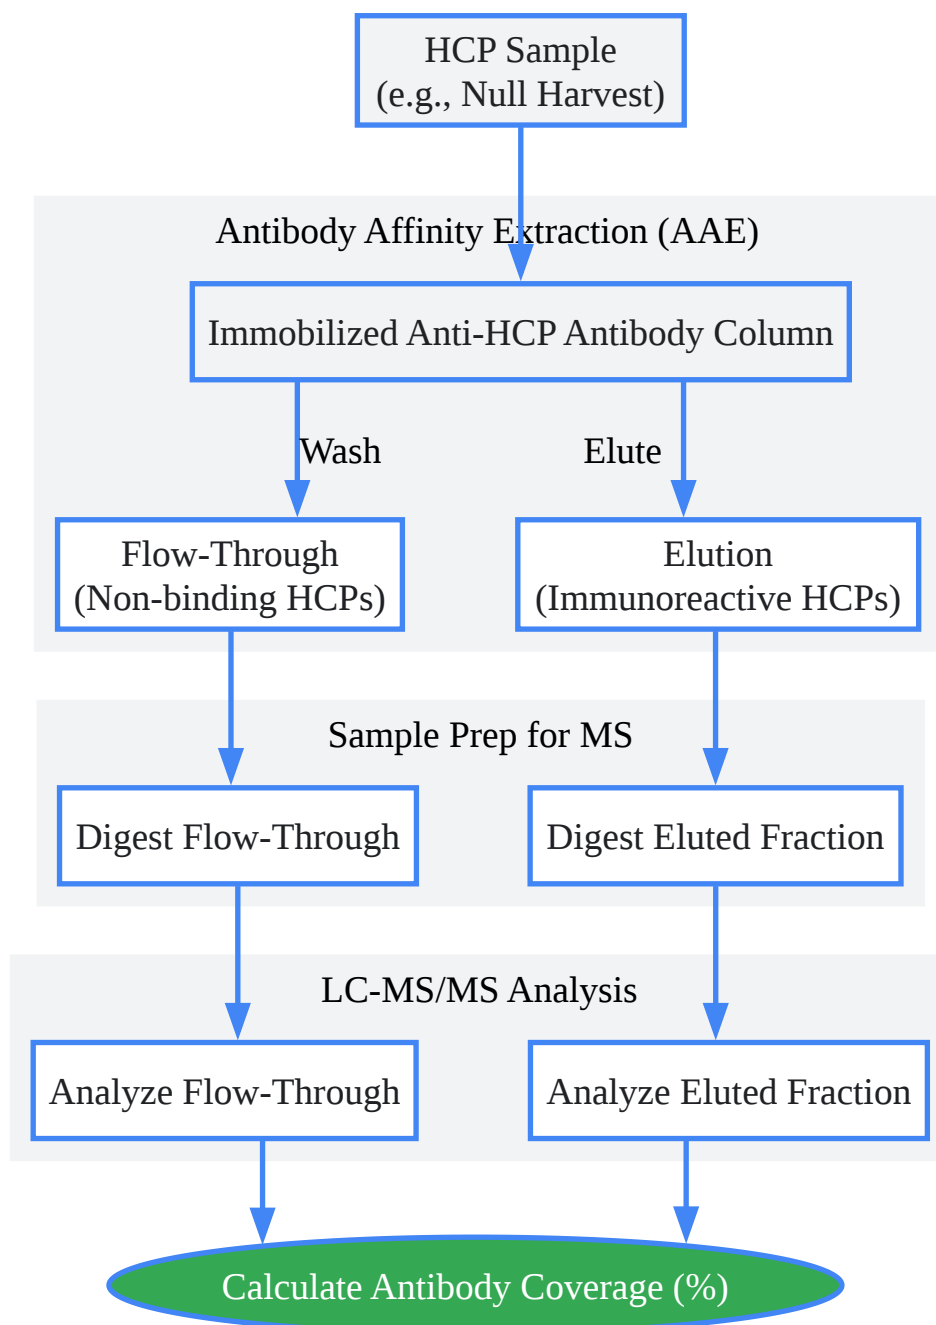 HCP Sample
(e.g., Null Harvest)
Antibody Affinity Extraction (AAE)
Immobilized Anti-HCP Antibody Column
Wash
Elute
Flow-Through
(Non-binding HCPs)
Elution
(Immunoreactive HCPs)
Sample Prep for MS
Digest Flow-Through
Digest Eluted Fraction
LC-MS/MS Analysis
Analyze Flow-Through
Analyze Eluted Fraction
Calculate Antibody Coverage (%)